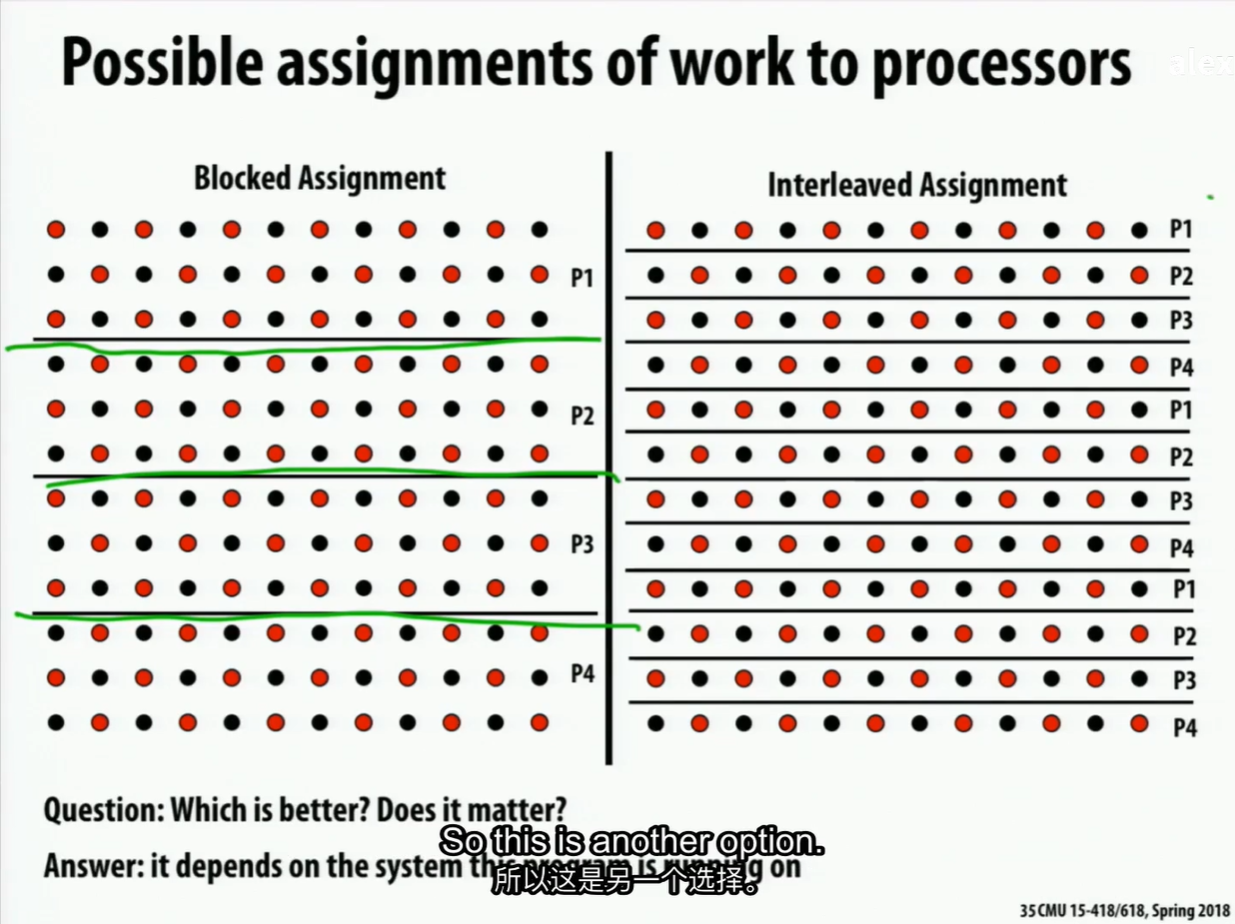 Possible assignments of work to processors
alex
Blocked Assignment
P1
P2
P3
P4
Interleaved Assignment
P1
P2
P3
P4
P1
P2
P3
P4
P1
P2
P3
P4
Question: Which is better? Does it matter?
So this is another option.
Answer: it depends on the system this program is running on
所以这是另一个选择。
35 CMU 15-418/618, Spring 2018